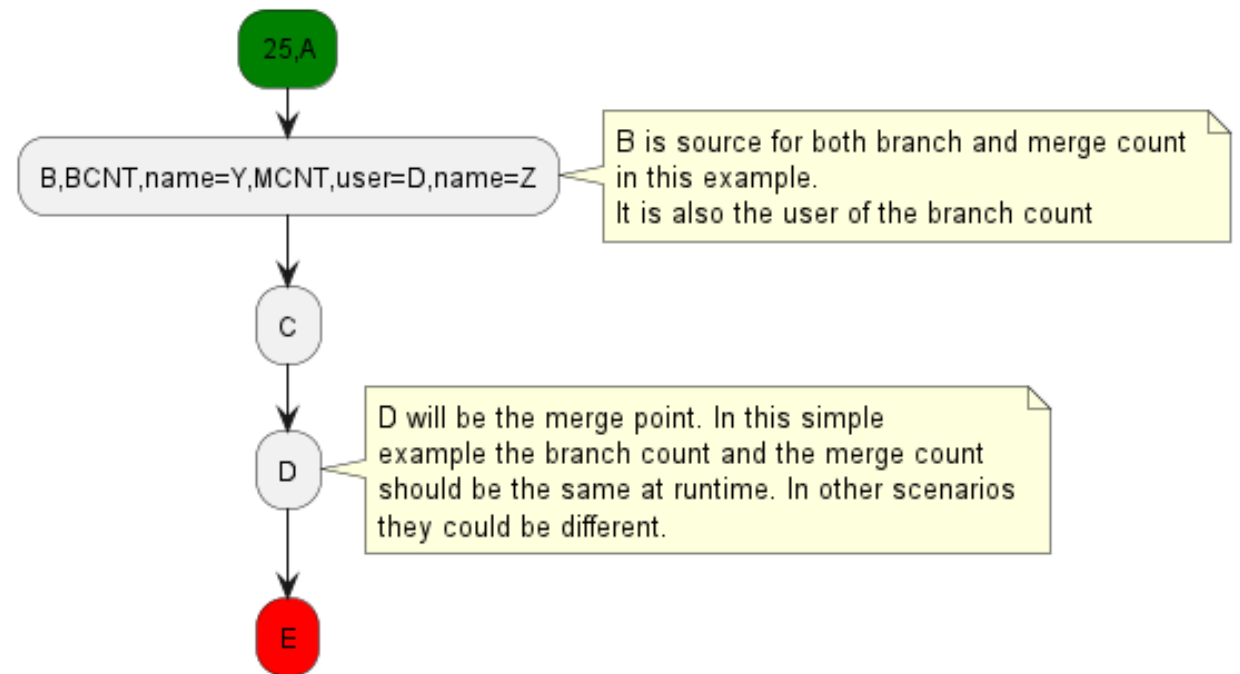 25,A
B,BCNT,name=Y,MCNT,user=D,name=Z
B is source for both branch and merge count
in this example.
It is also the user of the branch count
C
D
D will be the merge point. In this simple
example the branch count and the merge count
should be the same at runtime. In other scenarios
they could be different.
E